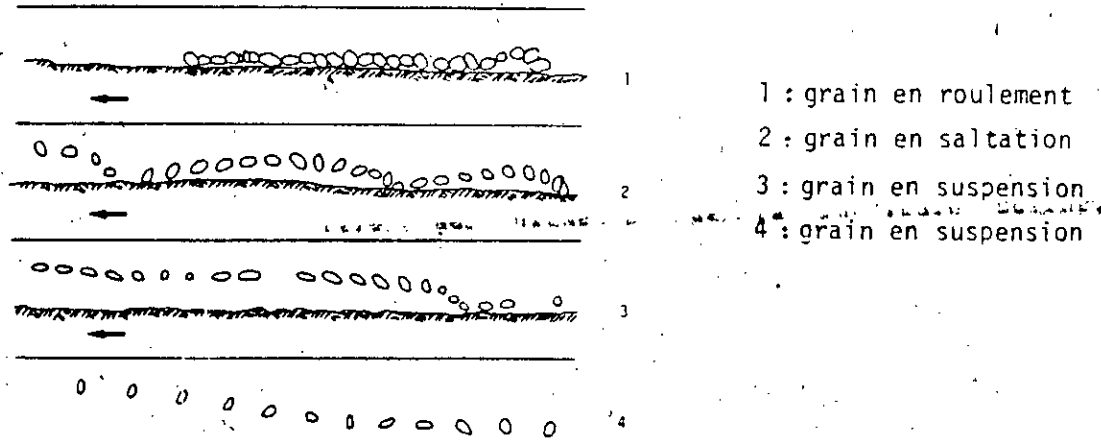 1
2
3
4
1 : grain en roulement
2 : grain en saltation
3 : grain en suspension
4 : grain en suspension